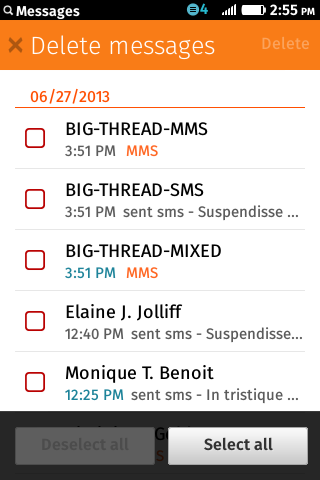 Messages 4 2:55 PM
Delete messages Delete
06/27/2013
BIG-THREAD-MMS
3:51 PM MMS
BIG-THREAD-SMS
3:51 PM sent sms - Suspendisse ...
BIG-THREAD-MIXED
3:51 PM MMS
Elaine J. Jolliff
12:40 PM sent sms - Suspendisse...
Monique T. Benoit
12:25 PM sent sms - In tristique ...
Deselect all Select all